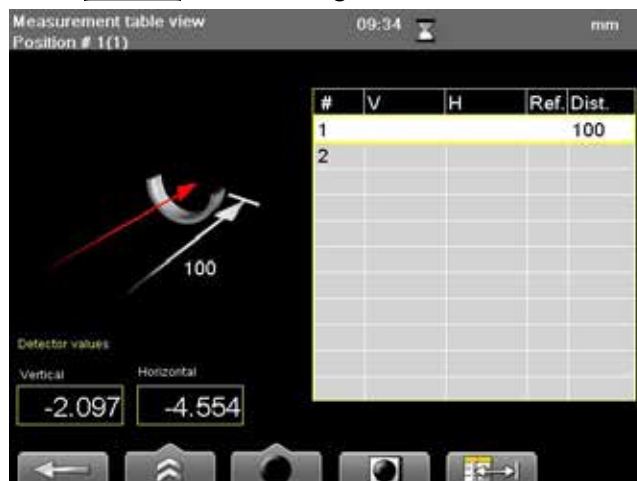 Measurement table view 09:34 mm
Position # 1(1)
# V H Ref. Dist.
1 100
2
100
Detector values
Vertical Horizontal
-2.097 -4.554